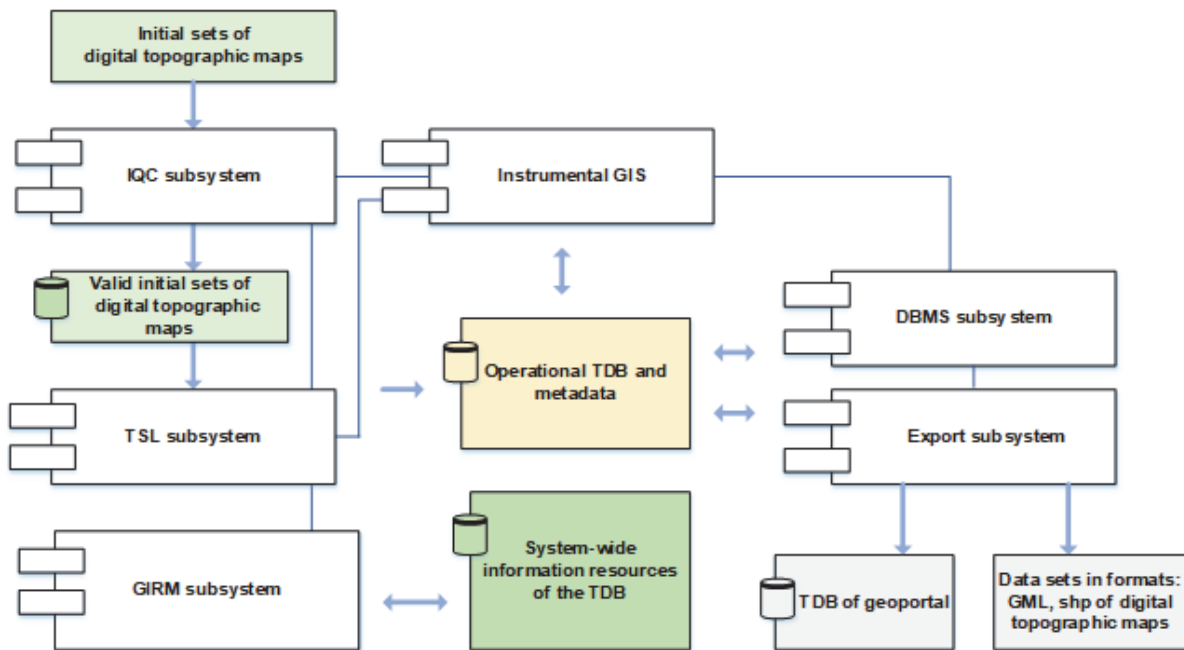 Initial sets of
digital topographic maps
IQC subsystem
Instrumental GIS
Valid initial sets of
digital topographic
maps
DBMS subsystem
Operational TDB and
metadata
TSL subsystem
Export subsystem
System-wide
information resources
of the TDB
GIRM subsystem
TDB of geoportal
Data sets in formats:
GML, shp of digital
topographic maps